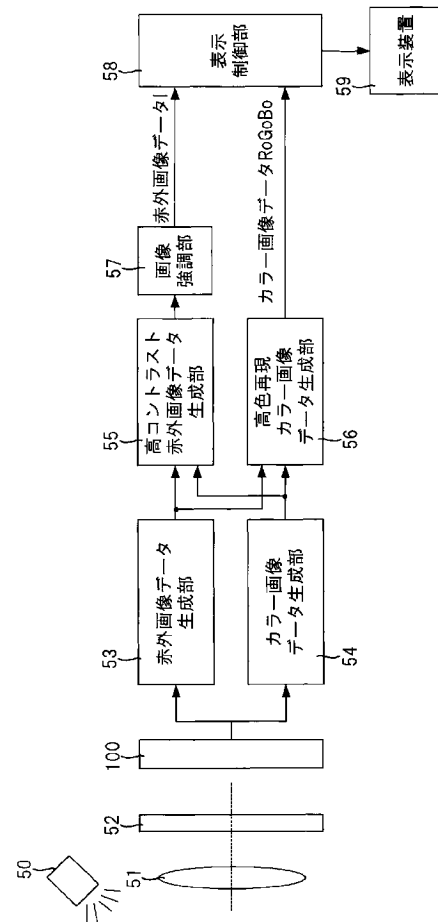 50
51
52
100
53
赤外画像データ
生成部
54
カラー画像
データ生成部
55
高コントラスト
赤外画像データ
生成部
56
高色再現
カラー画像
データ生成部
57
画像
強調部
赤外画像データI
カラー画像データRoGoBo
58
表示
制御部
59
表示装置